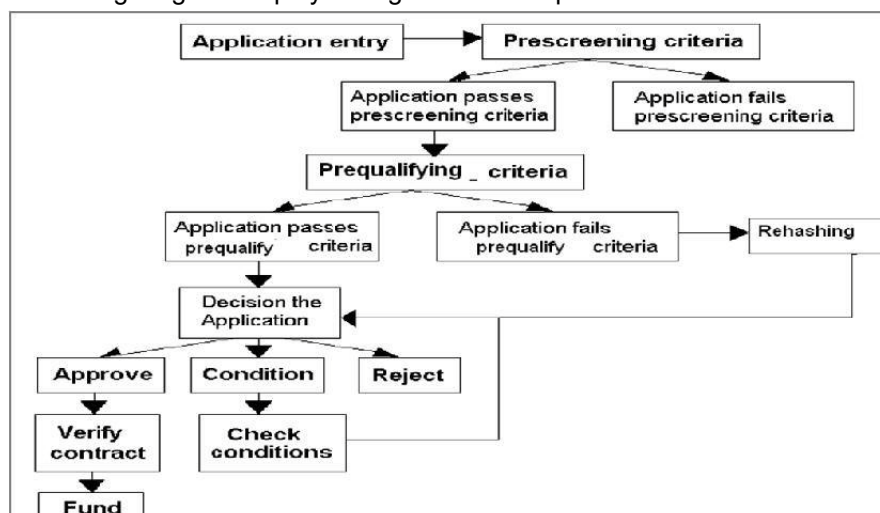 Application entry
Prescreening criteria
Application passes
prescreening criteria
Application fails
prescreening criteria
Prequalifying _ criteria
Application passes
prequalify criteria
Application fails
prequalify criteria
Rehashing
Decision the
Application
Approve
Condition
Reject
Verify
contract
Check
conditions
Fund